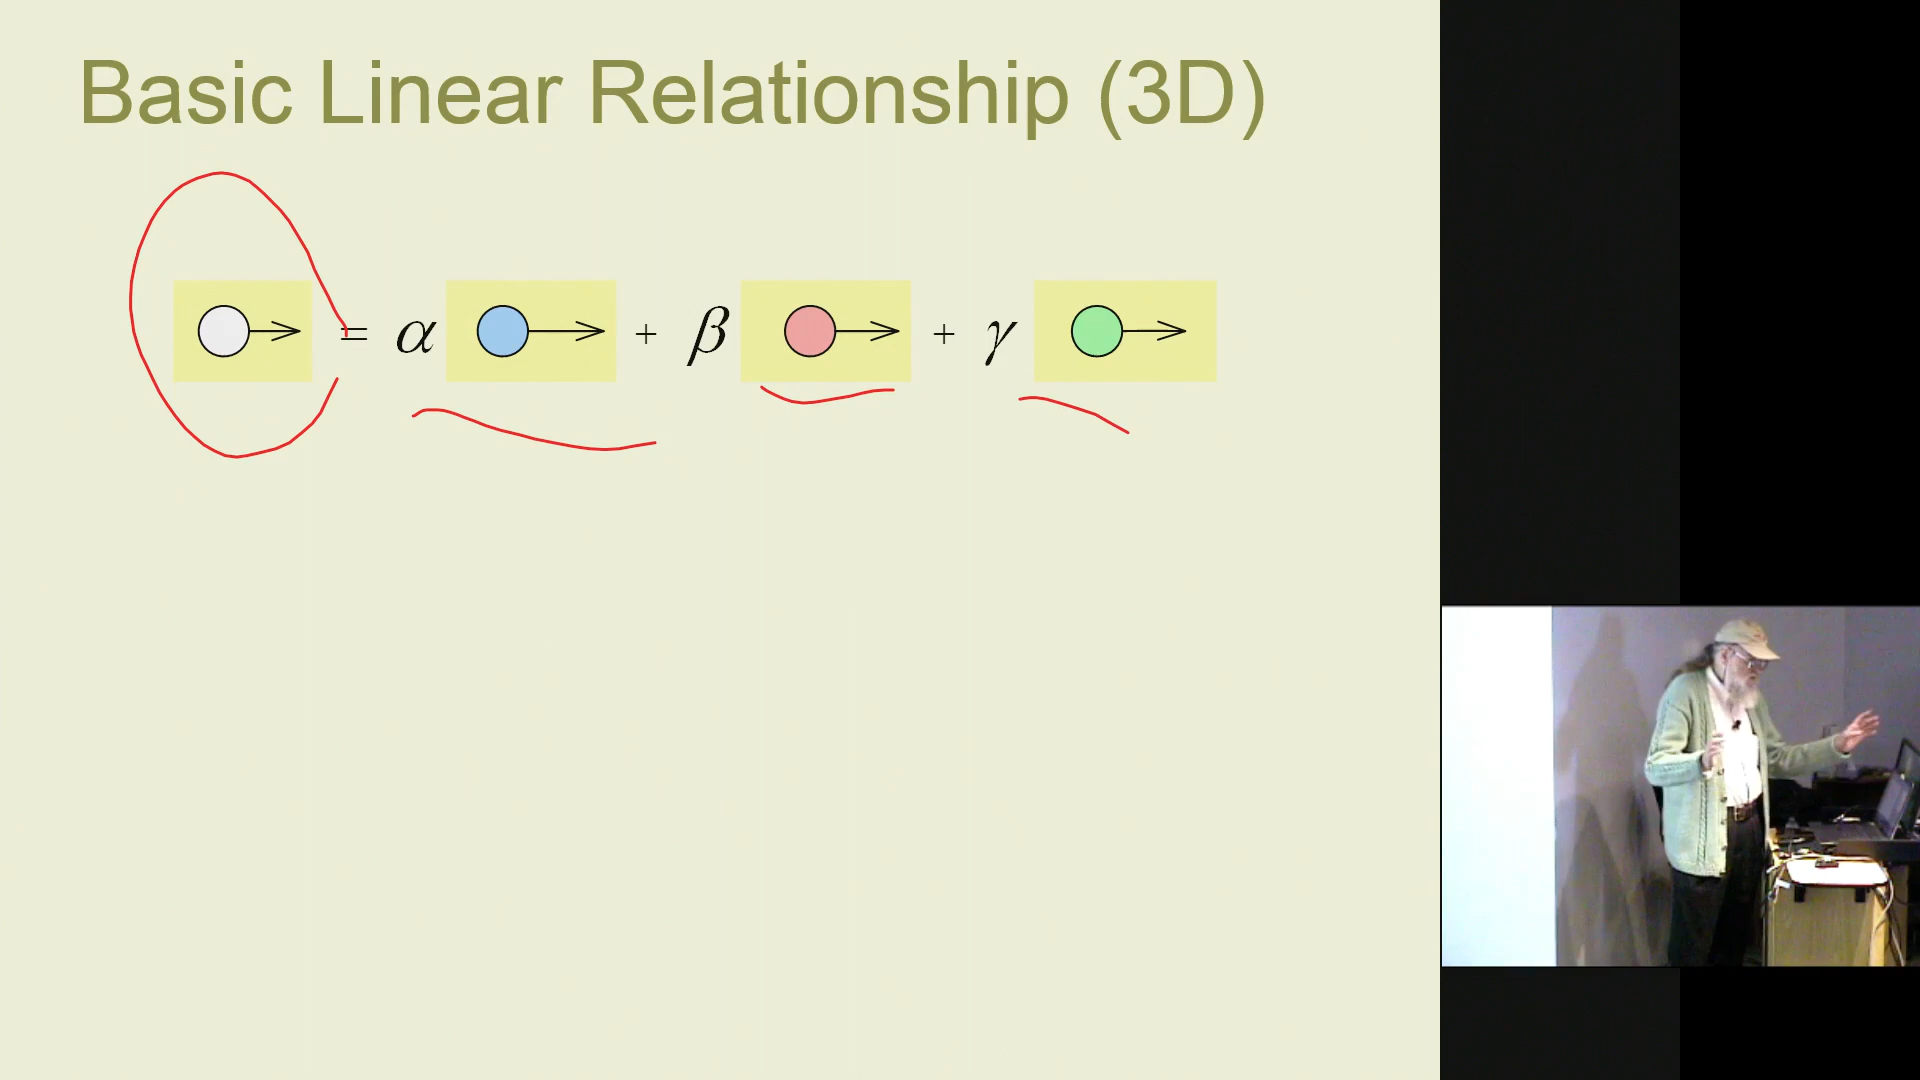 Basic Linear Relationship (3D)
= α + β + γ